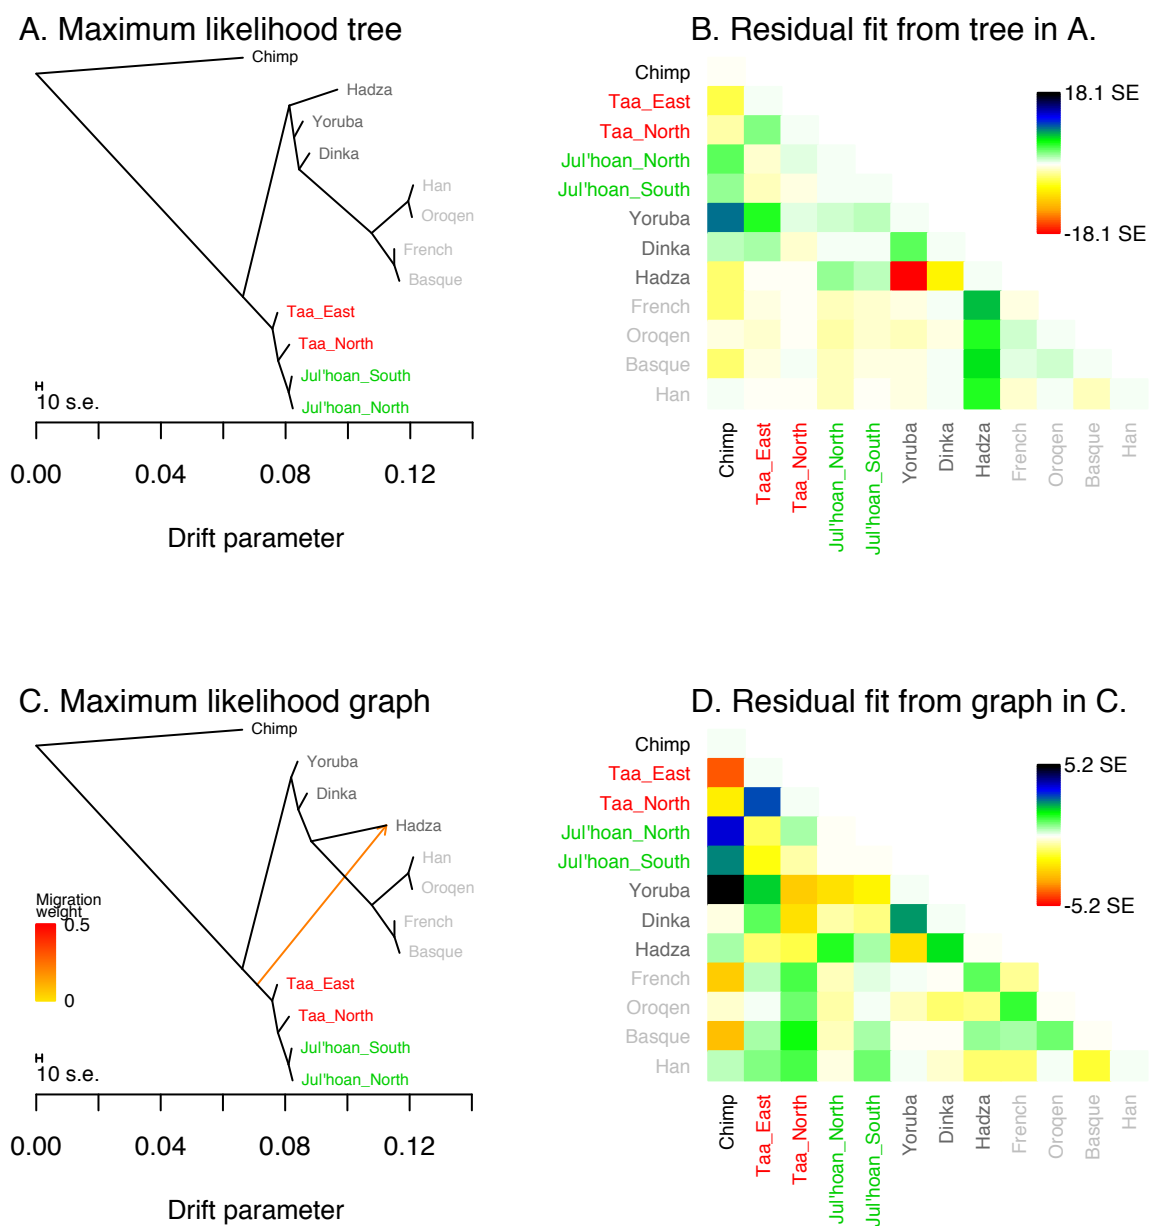 A. Maximum likelihood tree
Chimp
Hadza
Yoruba
Dinka
Han
Oroqen
French
Basque
Taa_East
Taa_North
Jul'hoan_South
Jul'hoan_North
10 s.e.
0.00 0.04 0.08 0.12
Drift parameter
B. Residual fit from tree in A.
Chimp
Taa_East
Taa_North
Jul'hoan_North
Jul'hoan_South
Yoruba
Dinka
Hadza
French
Oroqen
Basque
Han
18.1 SE
-18.1 SE
Chimp
Taa_East
Taa_North
Jul'hoan_North
Jul'hoan_South
Yoruba
Dinka
Hadza
French
Oroqen
Basque
Han
C. Maximum likelihood graph
Chimp
Yoruba
Dinka
Hadza
Han
Oroqen
French
Basque
Taa_East
Taa_North
Jul'hoan_South
Jul'hoan_North
Migration
weight
0.5
0
10 s.e.
0.00 0.04 0.08 0.12
Drift parameter
D. Residual fit from graph in C.
Chimp
Taa_East
Taa_North
Jul'hoan_North
Jul'hoan_South
Yoruba
Dinka
Hadza
French
Oroqen
Basque
Han
5.2 SE
-5.2 SE
Chimp
Taa_East
Taa_North
Jul'hoan_North
Jul'hoan_South
Yoruba
Dinka
Hadza
French
Oroqen
Basque
Han